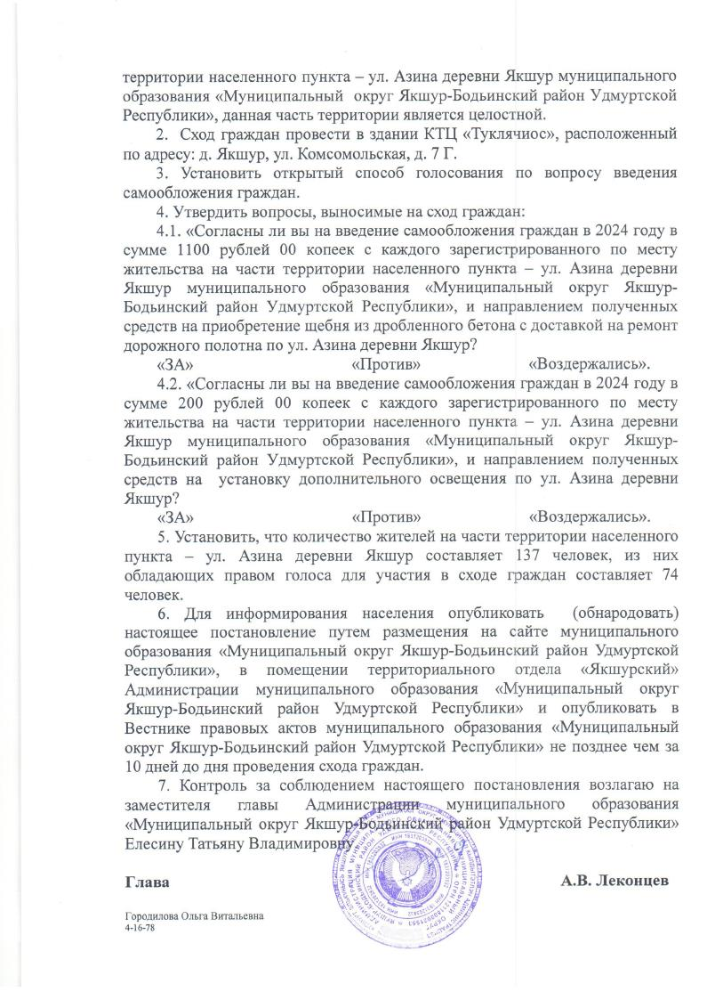 территории населенного пункта – ул. Азина деревни Якшур муниципального
образования «Муниципальный округ Якшур-Бодьинский район Удмуртской
Республики», данная часть территории является целостной.
2. Сход граждан провести в здании КТЦ «Туклячиос», расположенный
по адресу: д. Якшур, ул. Комсомольская, д. 7 Г.
3. Установить открытый способ голосования по вопросу введения
самообложения граждан.
4. Утвердить вопросы, выносимые на сход граждан:
4.1. «Согласны ли вы на введение самообложения граждан в 2024 году в
сумме 1100 рублей 00 копеек с каждого зарегистрированного по месту
жительства на части территории населенного пункта – ул. Азина деревни
Якшур муниципального образования «Муниципальный округ Якшур-
Бодьинский район Удмуртской Республики», и направлением полученных
средств на приобретение щебня из дробленного бетона с доставкой на ремонт
дорожного полотна по ул. Азина деревни Якшур?
«ЗА» «Против» «Воздержались».
4.2. «Согласны ли вы на введение самообложения граждан в 2024 году в
сумме 200 рублей 00 копеек с каждого зарегистрированного по месту
жительства на части территории населенного пункта – ул. Азина деревни
Якшур муниципального образования «Муниципальный округ Якшур-
Бодьинский район Удмуртской Республики», и направлением полученных
средств на установку дополнительного освещения по ул. Азина деревни
Якшур?
«ЗА» «Против» «Воздержались».
5. Установить, что количество жителей на части территории населенного
пункта – ул. Азина деревни Якшур составляет 137 человек, из них
обладающих правом голоса для участия в сходе граждан составляет 74
человек.
6. Для информирования населения опубликовать (обнародовать)
настоящее постановление путем размещения на сайте муниципального
образования «Муниципальный округ Якшур-Бодьинский район Удмуртской
Республики», в помещении территориального отдела «Якшурский»
Администрации муниципального образования «Муниципальный округ
Якшур-Бодьинский район Удмуртской Республики» и опубликовать в
Вестнике правовых актов муниципального образования «Муниципальный
округ Якшур-Бодьинский район Удмуртской Республики» не позднее чем за
10 дней до дня проведения схода граждан.
7. Контроль за соблюдением настоящего постановления возлагаю на
заместителя главы Администрации муниципального образования
«Муниципальный округ Якшур-Бодьинский район Удмуртской Республики»
Елесину Татьяну Владимировну.
Глава А.В. Леконцев
Городилова Ольга Витальевна
4-16-78